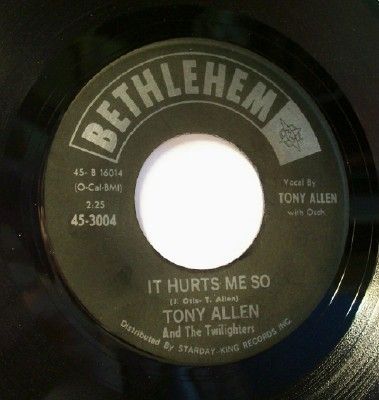 BETHLEHEM
45- B 16014
(O-Cal-BMI)
2:25
45-3004
Vocal By
TONY ALLEN
with Orch.
IT HURTS ME SO
(J. Otis- T. Allen)
TONY ALLEN
And The Twilighters
Distributed By STARDAY-KING RECORDS INC.